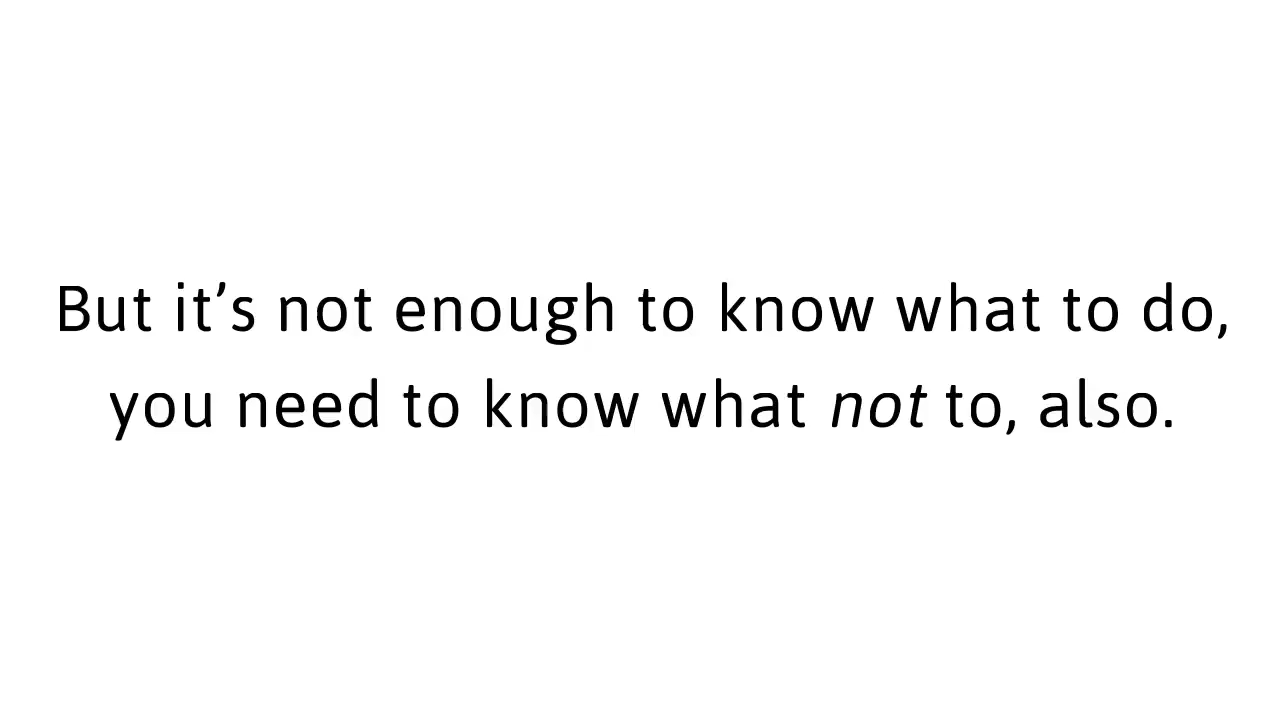 But it’s not enough to know what to do,
you need to know what not to, also.